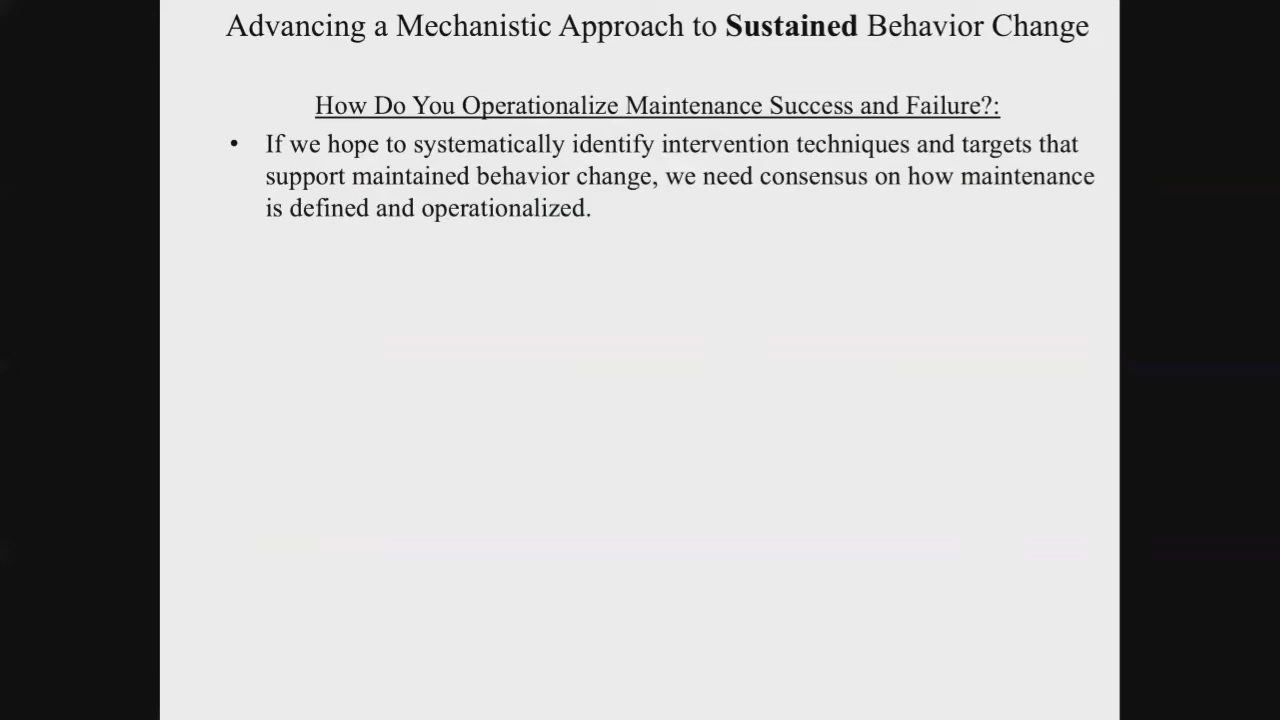 Advancing a Mechanistic Approach to Sustained Behavior Change
How Do You Operationalize Maintenance Success and Failure?:
• If we hope to systematically identify intervention techniques and targets that
support maintained behavior change, we need consensus on how maintenance
is defined and operationalized.